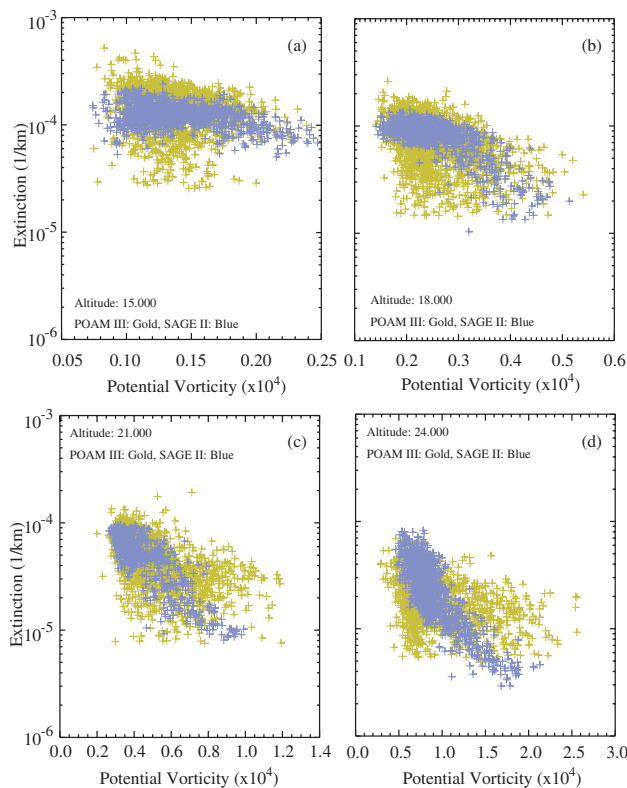 10⁻³
10⁻⁴
10⁻⁵
10⁻⁶
Extinction (1/km)
(a)
Altitude: 15.000
POAM III: Gold, SAGE II: Blue
0.05 0.10 0.15 0.20 0.25
Potential Vorticity (x10⁴)
(b)
Altitude: 18.000
POAM III: Gold, SAGE II: Blue
0.1 0.2 0.3 0.4 0.5 0.6
Potential Vorticity (x10⁴)
10⁻³
10⁻⁴
10⁻⁵
10⁻⁶
Extinction (1/km)
Altitude: 21.000
(c)
POAM III: Gold, SAGE II: Blue
0.0 0.2 0.4 0.6 0.8 1.0 1.2 1.4
Potential Vorticity (x10⁴)
Altitude: 24.000
(d)
POAM III: Gold, SAGE II: Blue
0.0 0.5 1.0 1.5 2.0 2.5 3.0
Potential Vorticity (x10⁴)